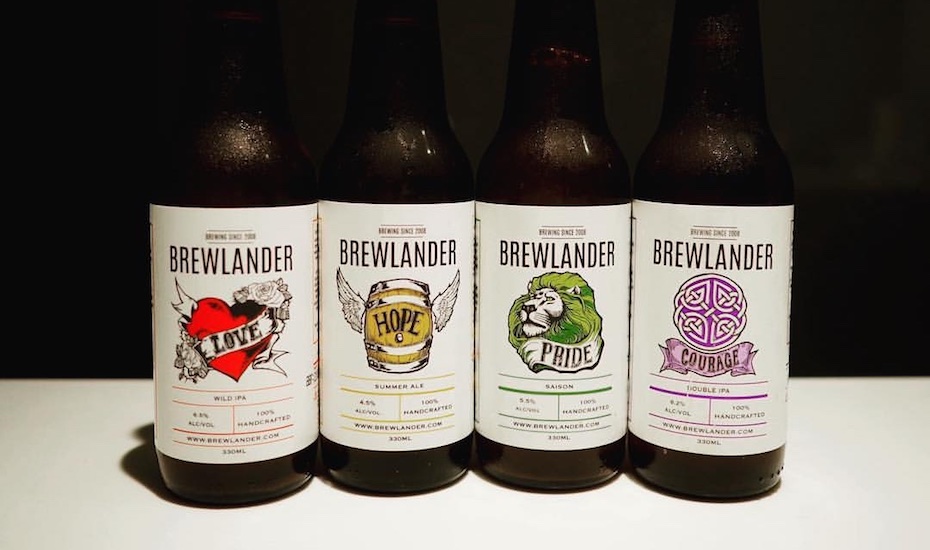 BREWING SINCE 2008
BREWLANDER
LOVE
WILD IPA
6.5%
ALC/VOL
100%
HANDCRAFTED
WWW.BREWLANDER.COM
330ML
BREWING SINCE 2008
BREWLANDER
HOPE
SUMMER ALE
4.5%
ALC/VOL
100%
HANDCRAFTED
WWW.BREWLANDER.COM
330ML
BREWING SINCE 2008
BREWLANDER
PRIDE
SAISON
5.5%
ALC/VOL
100%
HANDCRAFTED
WWW.BREWLANDER.COM
330ML
BREWING SINCE 2008
BREWLANDER
COURAGE
DOUBLE IPA
ALC/VOL
100%
HANDCRAFTED
WWW.BREWLANDER.COM
330ML